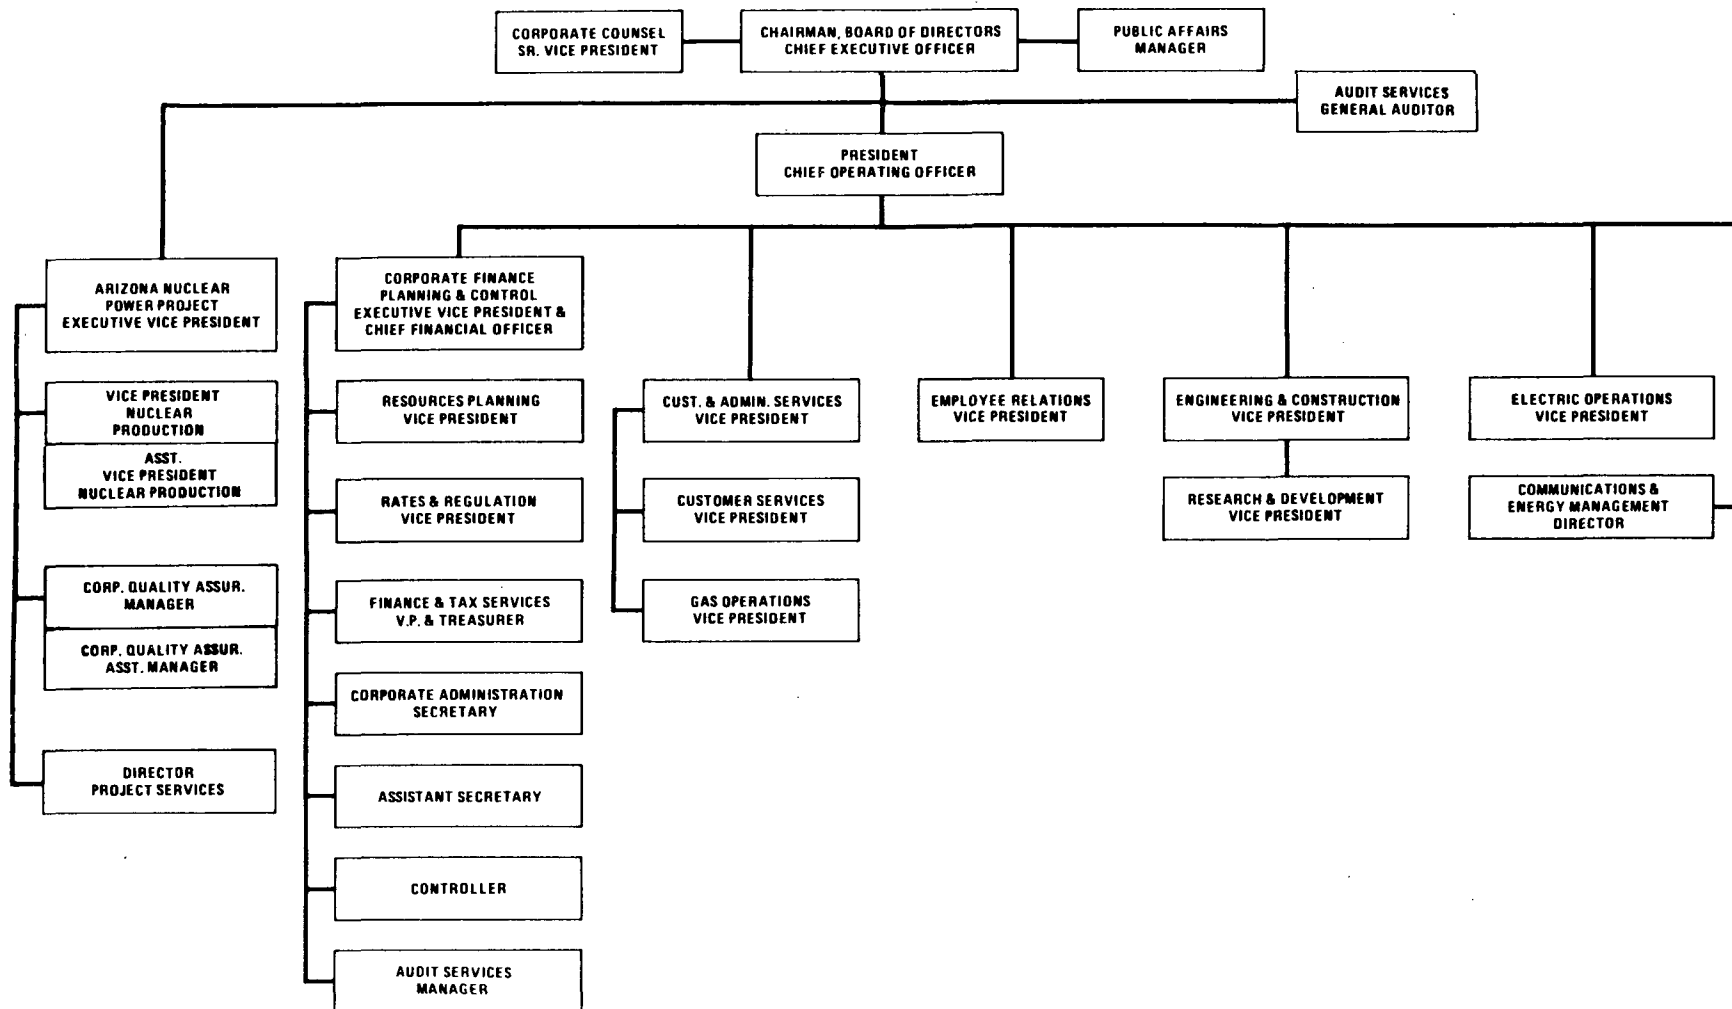 CORPORATE COUNSEL
SR. VICE PRESIDENT
CHAIRMAN, BOARD OF DIRECTORS
CHIEF EXECUTIVE OFFICER
PUBLIC AFFAIRS
MANAGER
AUDIT SERVICES
GENERAL AUDITOR
PRESIDENT
CHIEF OPERATING OFFICER
ARIZONA NUCLEAR
POWER PROJECT
EXECUTIVE VICE PRESIDENT
VICE PRESIDENT
NUCLEAR
PRODUCTION
ASST.
VICE PRESIDENT
NUCLEAR PRODUCTION
CORP. QUALITY ASSUR.
MANAGER
CORP. QUALITY ASSUR.
ASST. MANAGER
DIRECTOR
PROJECT SERVICES
CORPORATE FINANCE
PLANNING & CONTROL
EXECUTIVE VICE PRESIDENT &
CHIEF FINANCIAL OFFICER
RESOURCES PLANNING
VICE PRESIDENT
RATES & REGULATION
VICE PRESIDENT
FINANCE & TAX SERVICES
V.P. & TREASURER
CORPORATE ADMINISTRATION
SECRETARY
ASSISTANT SECRETARY
CONTROLLER
AUDIT SERVICES
MANAGER
CUST. & ADMIN. SERVICES
VICE PRESIDENT
CUSTOMER SERVICES
VICE PRESIDENT
GAS OPERATIONS
VICE PRESIDENT
EMPLOYEE RELATIONS
VICE PRESIDENT
ENGINEERING & CONSTRUCTION
VICE PRESIDENT
RESEARCH & DEVELOPMENT
VICE PRESIDENT
ELECTRIC OPERATIONS
VICE PRESIDENT
COMMUNICATIONS &
ENERGY MANAGEMENT
DIRECTOR